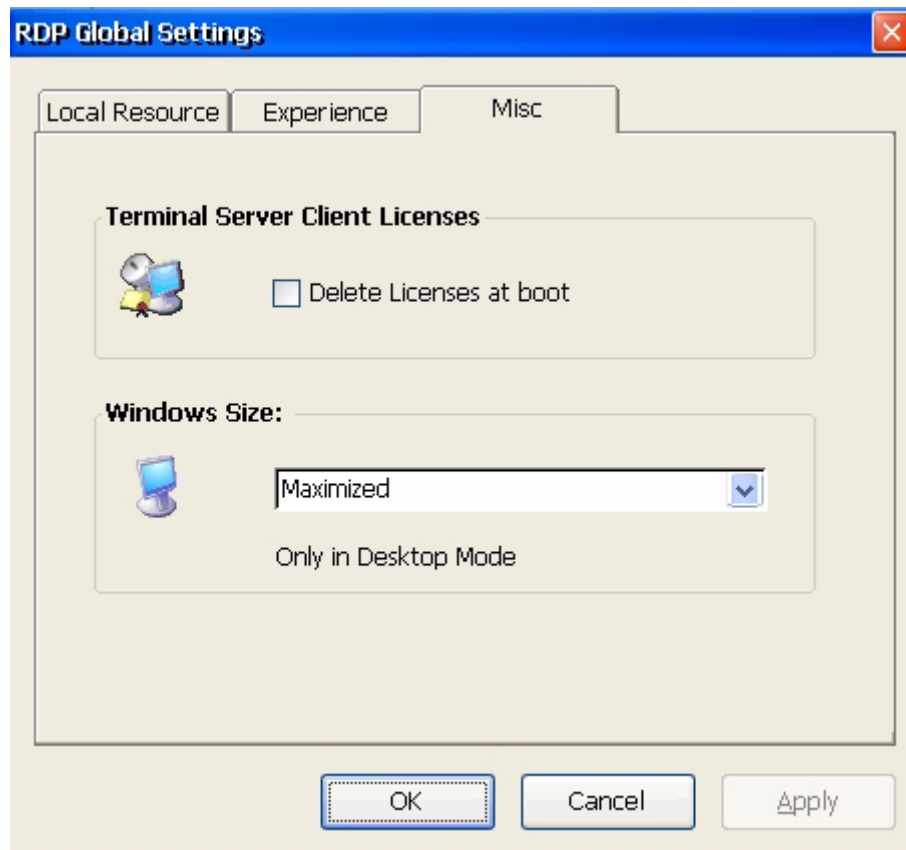 RDP Global Settings
Local Resource Experience Misc
Terminal Server Client Licenses
Delete Licenses at boot
Windows Size:
Maximized
Only in Desktop Mode
OK Cancel Apply